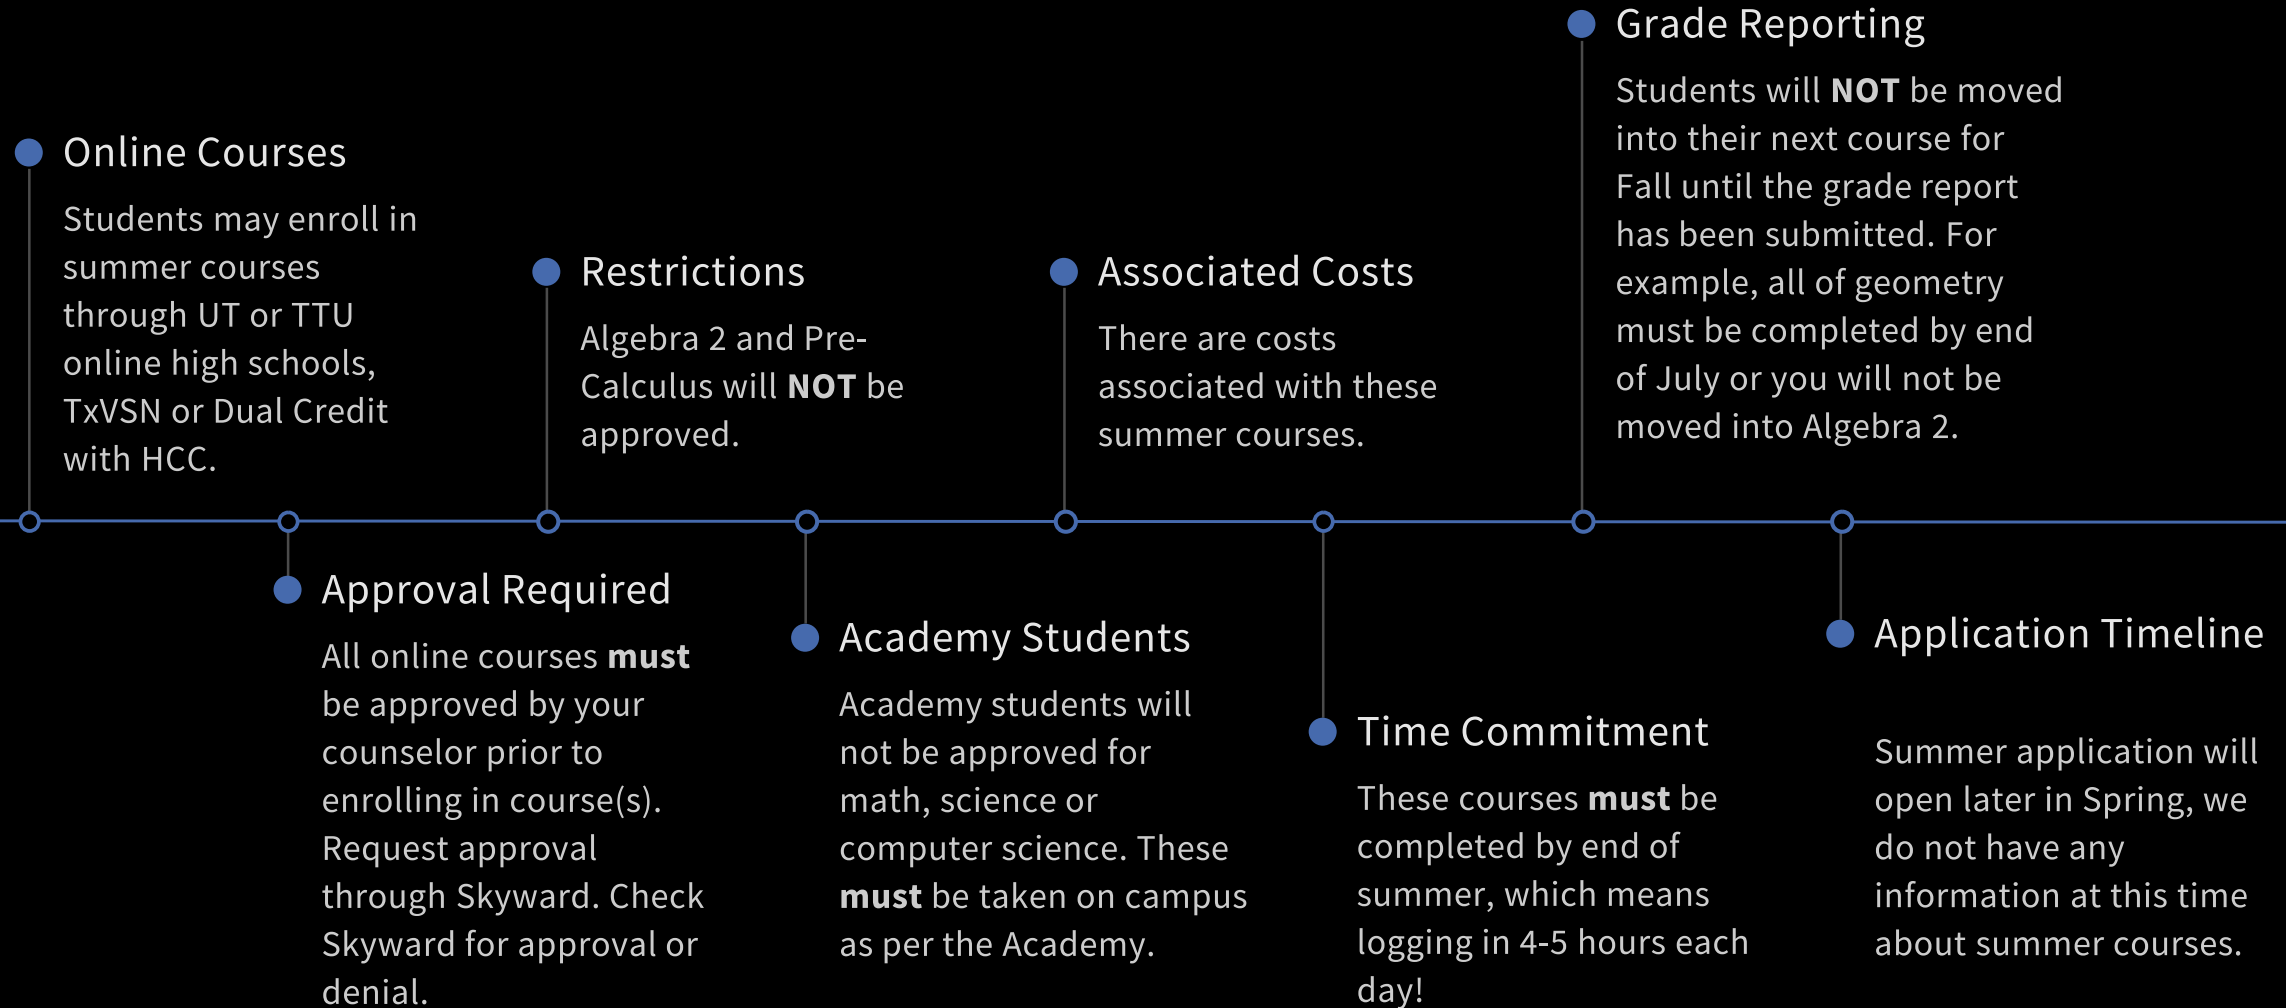 Online Courses
Students may enroll in
summer courses
through UT or TTU
online high schools,
TxVSN or Dual Credit
with HCC.
Approval Required
All online courses must
be approved by your
counselor prior to
enrolling in course(s).
Request approval
through Skyward. Check
Skyward for approval or
denial.
Restrictions
Algebra 2 and Pre-
Calculus will NOT be
approved.
Academy Students
Academy students will
not be approved for
math, science or
computer science. These
must be taken on campus
as per the Academy.
Associated Costs
There are costs
associated with these
summer courses.
Time Commitment
These courses must be
completed by end of
summer, which means
logging in 4-5 hours each
day!
Grade Reporting
Students will NOT be moved
into their next course for
Fall until the grade report
has been submitted. For
example, all of geometry
must be completed by end
of July or you will not be
moved into Algebra 2.
Application Timeline
Summer application will
open later in Spring, we
do not have any
information at this time
about summer courses.